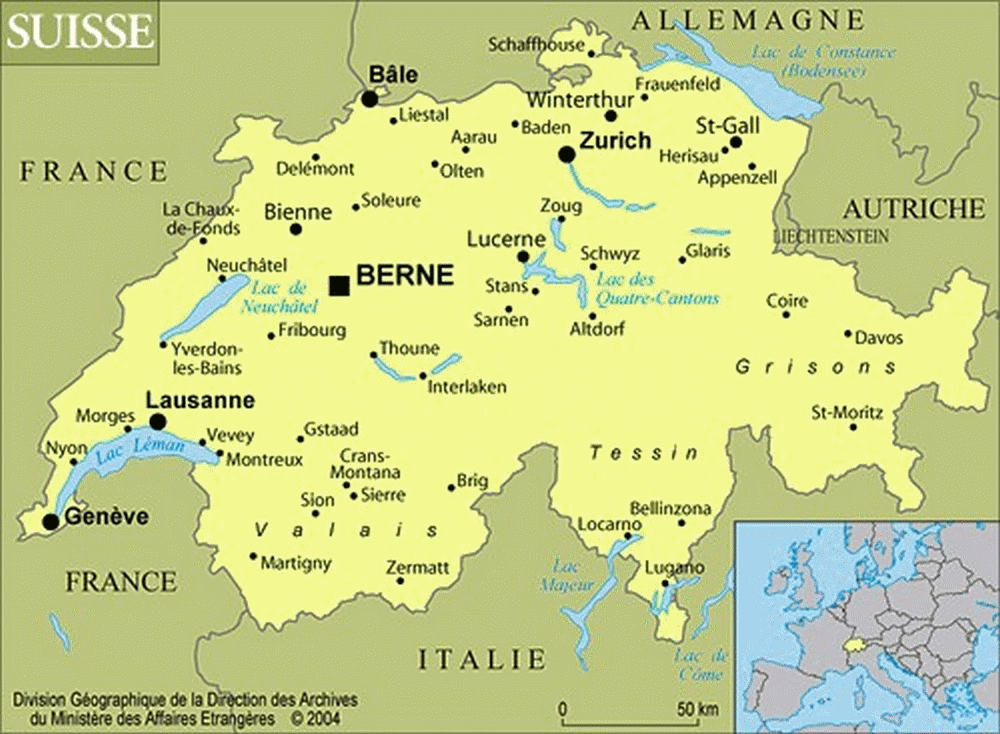 SUISSE
ALLEMAGNE
Schaffhouse
Lac de Constance
(Bodensee)
Bâle
Frauenfeld
Winterthur
Liestal
Baden
St-Gall
Aarau
Zurich
Herisau
FRANCE
Delémont
Olten
Appenzell
La Chaux-
de-Fonds
Bienne
Soleure
Zoug
AUTRICHE
LIECHTENSTEIN
Lucerne
Schwyz
Glaris
Neuchâtel
BERNE
Lac de
Neuchâtel
Stans
Lac des
Quatre-Cantons
Coire
Sarnen
Altdorf
Fribourg
Davos
Yverdon-
les-Bains
Thoune
Interlaken
Grisons
Lausanne
Morges
St-Moritz
Gstaad
Vevey
Nyon
Lac Léman
Montreux
Tessin
Crans-
Montana
Brig
Sion
Sierre
Genève
Valais
Bellinzona
Locarno
Martigny
Zermatt
Lac
Majeur
Lugano
FRANCE
ITALIE
Lac de
Côme
Division Géographique de la Direction des Archives
du Ministère des Affaires Etrangères © 2004
0
50 km